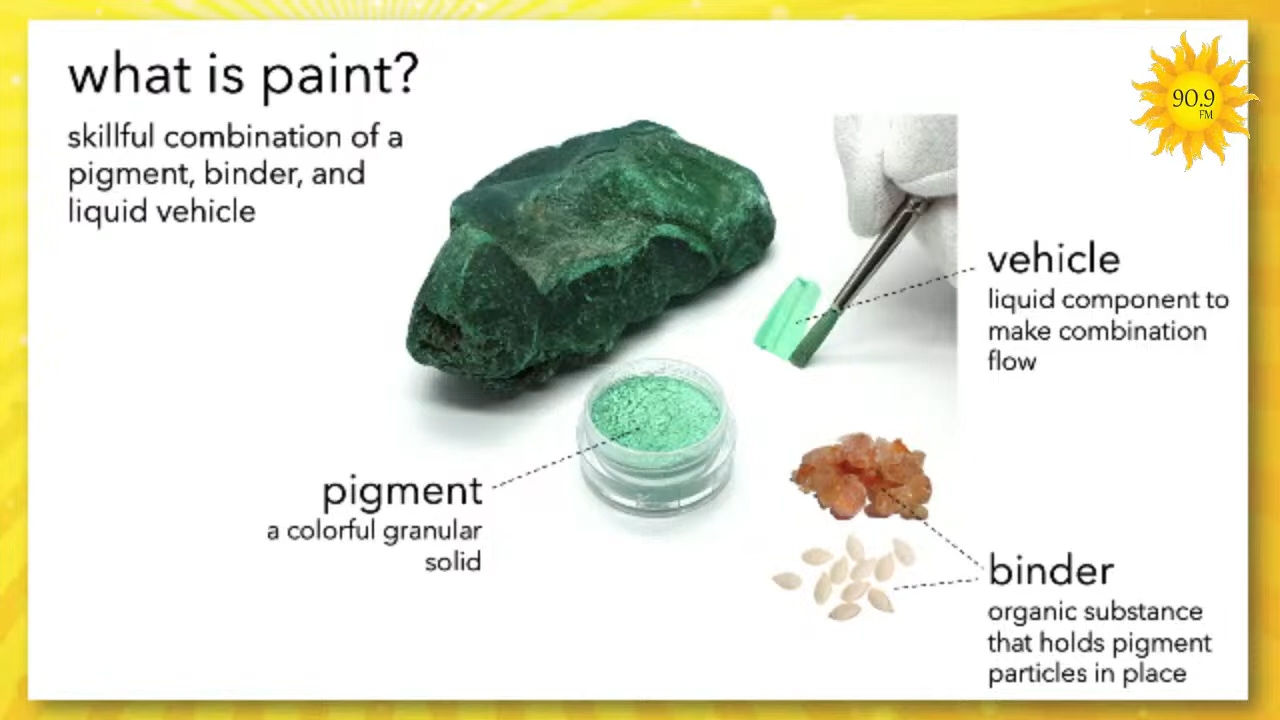 what is paint?
skillful combination of a
pigment, binder, and
liquid vehicle
90.9
FM
vehicle
liquid component to
make combination
flow
pigment
a colorful granular
solid
binder
organic substance
that holds pigment
particles in place